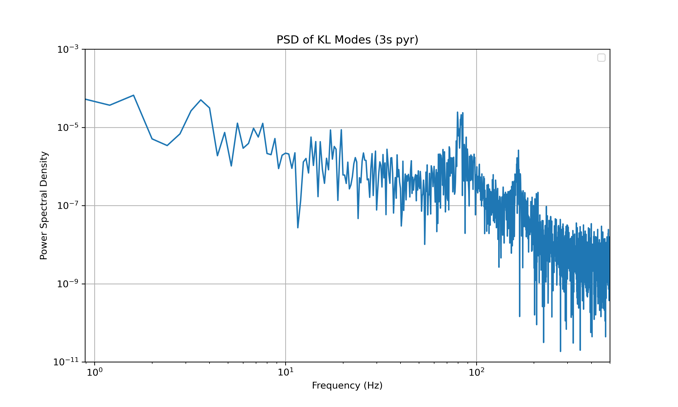 PSD of KL Modes (3s pyr)
10⁻³
10⁻⁵
10⁻⁷
10⁻⁹
10⁻¹¹
Power Spectral Density
10⁰ 10¹ 10²
Frequency (Hz)